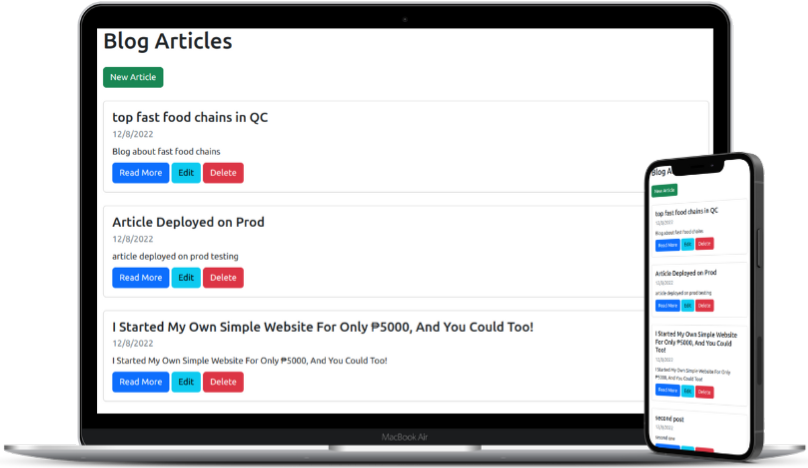 Blog Articles
New Article
top fast food chains in QC
12/8/2022
Blog about fast food chains
Read More Edit Delete
Article Deployed on Prod
12/8/2022
article deployed on prod testing
Read More Edit Delete
I Started My Own Simple Website For Only ₱5000, And You Could Too!
12/8/2022
I Started My Own Simple Website For Only ₱5000, And You Could Too!
Read More Edit Delete
MacBook Air
Blog A
New Article
top fast food chains in QC
12/8/2022
Blog about fast food chains
Read More Edit Delete
Article Deployed on Prod
12/8/2022
article deployed on prod testing
Read More Edit Delete
I Started My Own Simple Website
For Only ₱5000, And You Could
Too!
12/8/2022
I Started My Own Simple Website For Only
₱5000, And You Could Too!
Read More Edit Delete
second post
12/8/2022
second post